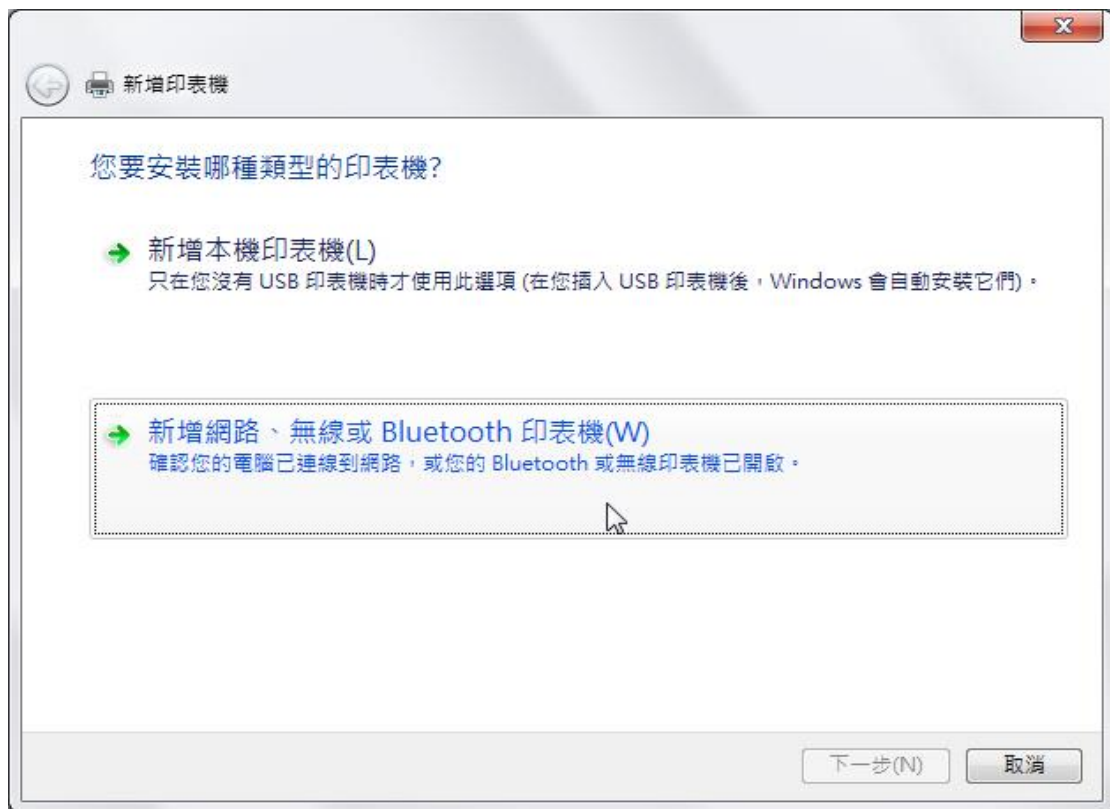 新增印表機
您要安裝哪種類型的印表機?
新增本機印表機(L)
只在您沒有 USB 印表機時才使用此選項 (在您插入 USB 印表機後，Windows 會自動安裝它們)。
新增網路、無線或 Bluetooth 印表機(W)
確認您的電腦已連線到網路，或您的 Bluetooth 或無線印表機已開啟。
下一步(N)
取消